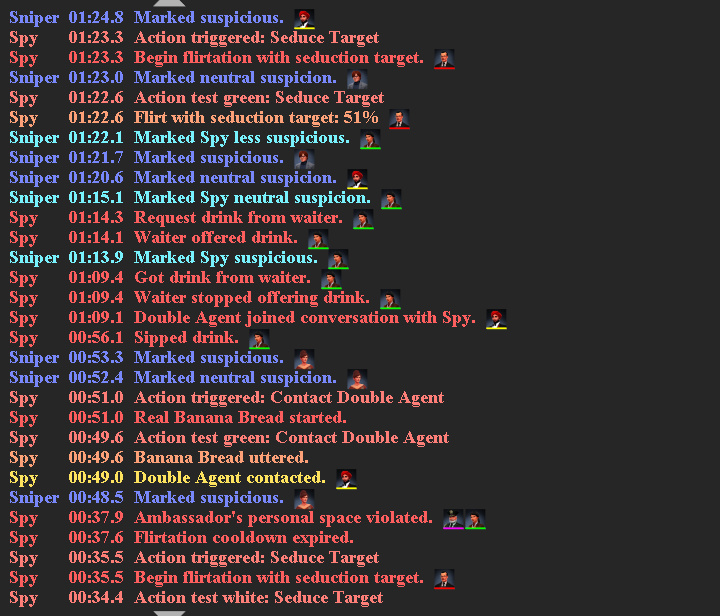 Sniper 01:24.8 Marked suspicious.
Spy 01:23.3 Action triggered: Seduce Target
Spy 01:23.3 Begin flirtation with seduction target.
Sniper 01:23.0 Marked neutral suspicion.
Spy 01:22.6 Action test green: Seduce Target
Spy 01:22.6 Flirt with seduction target: 51%
Sniper 01:22.1 Marked Spy less suspicious.
Sniper 01:21.7 Marked suspicious.
Sniper 01:20.6 Marked neutral suspicion.
Sniper 01:15.1 Marked Spy neutral suspicion.
Spy 01:14.3 Request drink from waiter.
Spy 01:14.1 Waiter offered drink.
Sniper 01:13.9 Marked Spy suspicious.
Spy 01:09.4 Got drink from waiter.
Spy 01:09.4 Waiter stopped offering drink.
Spy 01:09.1 Double Agent joined conversation with Spy.
Spy 00:56.1 Sipped drink.
Sniper 00:53.3 Marked suspicious.
Sniper 00:52.4 Marked neutral suspicion.
Spy 00:51.0 Action triggered: Contact Double Agent
Spy 00:51.0 Real Banana Bread started.
Spy 00:49.6 Action test green: Contact Double Agent
Spy 00:49.6 Banana Bread uttered.
Spy 00:49.0 Double Agent contacted.
Sniper 00:48.5 Marked suspicious.
Spy 00:37.9 Ambassador's personal space violated.
Spy 00:37.6 Flirtation cooldown expired.
Spy 00:35.5 Action triggered: Seduce Target
Spy 00:35.5 Begin flirtation with seduction target.
Spy 00:34.4 Action test white: Seduce Target